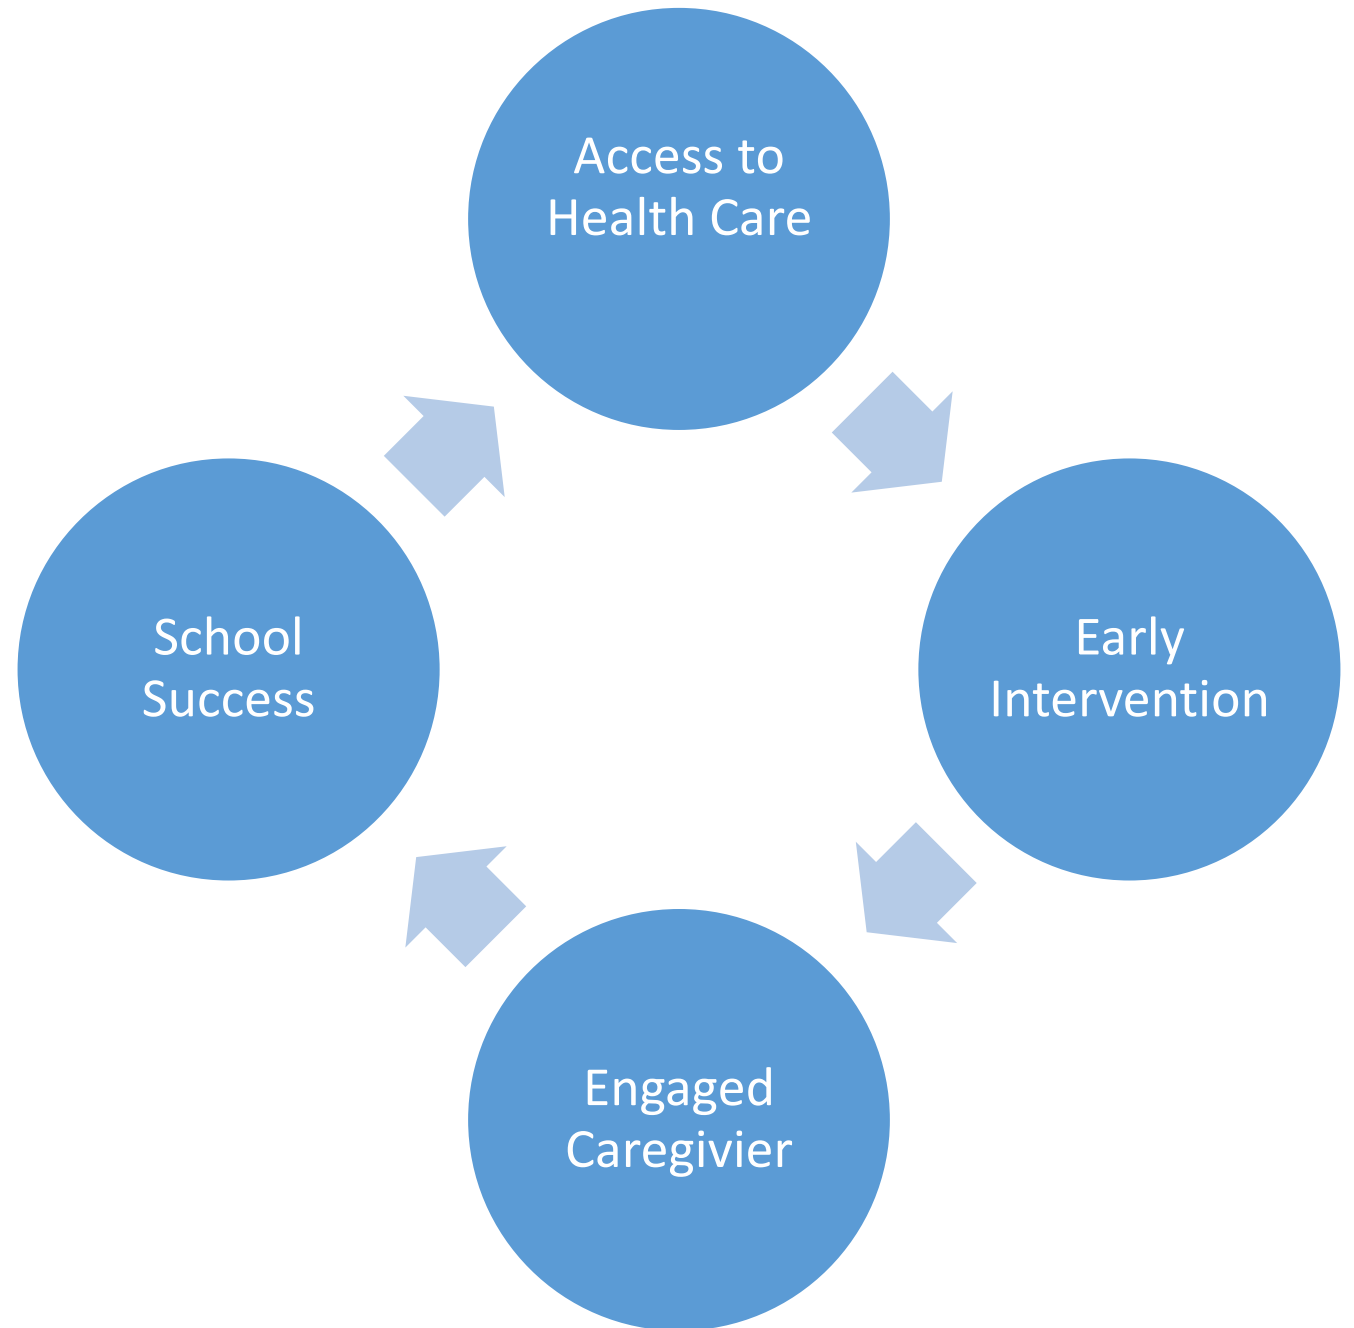 Access to
Health Care
Early
Intervention
Engaged
Caregivier
School
Success